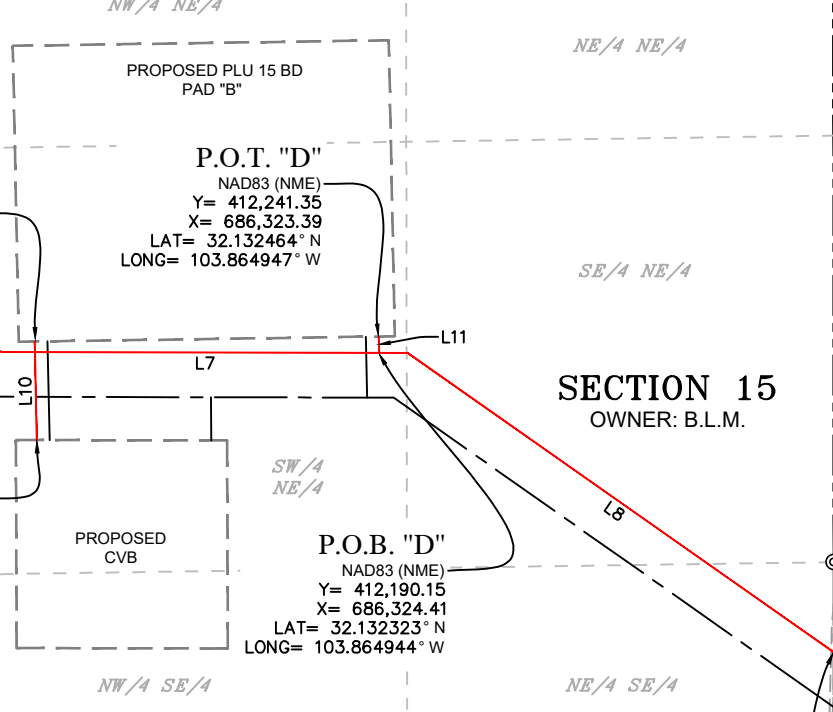 NW/4 NE/4
NE/4 NE/4
PROPOSED PLU 15 BD
PAD "B"
P.O.T. "D"
NAD83 (NME)
Y= 412,241.35
X= 686,323.39
LAT= 32.132464° N
LONG= 103.864947° W
SE/4 NE/4
L11
L7
L10
SECTION 15
OWNER: B.L.M.
SW/4
NE/4
L8
PROPOSED
CVB
P.O.B. "D"
NAD83 (NME)
Y= 412,190.15
X= 686,324.41
LAT= 32.132323° N
LONG= 103.864944° W
NW/4 SE/4
NE/4 SE/4